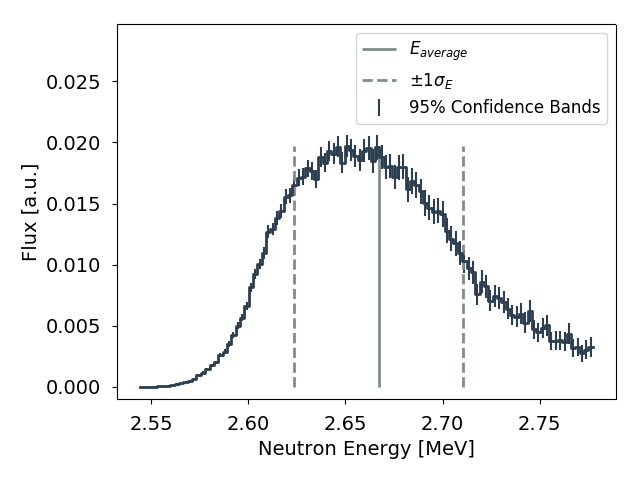 E_average
±1σ_E
95% Confidence Bands
0.025
0.020
0.015
0.010
0.005
0.000
Flux [a.u.]
2.55 2.60 2.65 2.70 2.75
Neutron Energy [MeV]